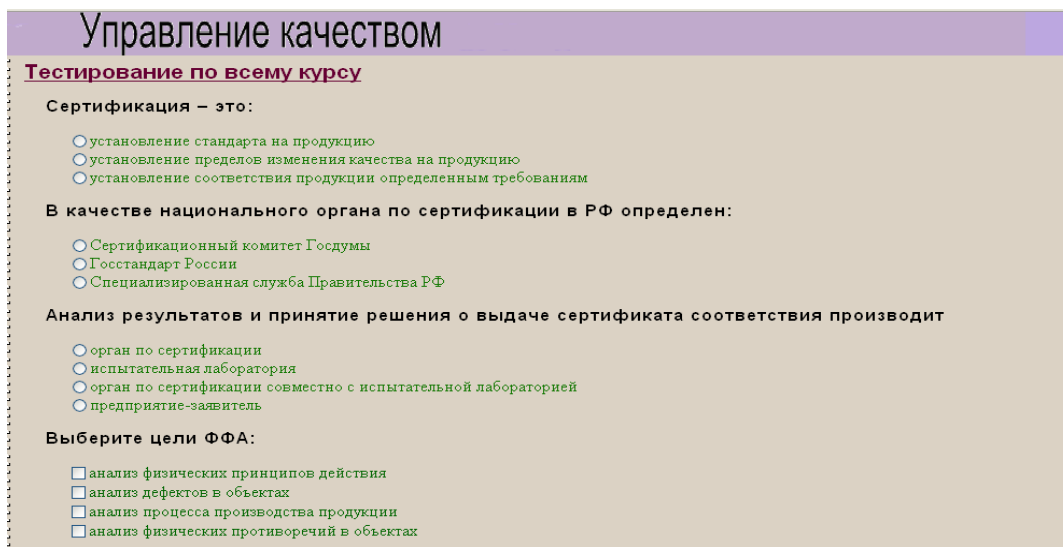 Управление качеством
Тестирование по всему курсу
Сертификация – это:
установление стандарта на продукцию
установление пределов изменения качества на продукцию
установление соответствия продукции определенным требованиям
В качестве национального органа по сертификации в РФ определен:
Сертификационный комитет Госдумы
Госстандарт России
Специализированная служба Правительства РФ
Анализ результатов и принятие решения о выдаче сертификата соответствия производит
орган по сертификации
испытательная лаборатория
орган по сертификации совместно с испытательной лабораторией
предприятие-заявитель
Выберите цели ФФА:
анализ физических принципов действия
анализ дефектов в объектах
анализ процесса производства продукции
анализ физических противоречий в объектах